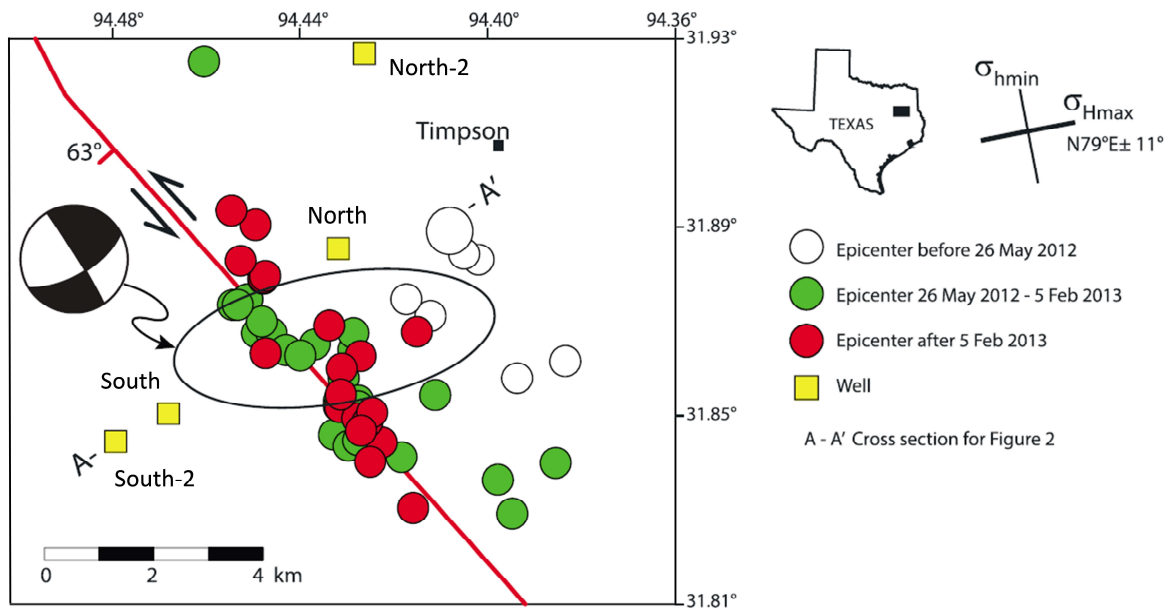 94.48° 94.44° 94.40° 94.36°
31.93°
North-2
Timpson
63°
A'
North
31.89°
South
31.85°
A-
South-2
0 2 4 km
31.81°
TEXAS
σhmin
σHmax
N79°E± 11°
Epicenter before 26 May 2012
Epicenter 26 May 2012 - 5 Feb 2013
Epicenter after 5 Feb 2013
Well
A - A′ Cross section for Figure 2